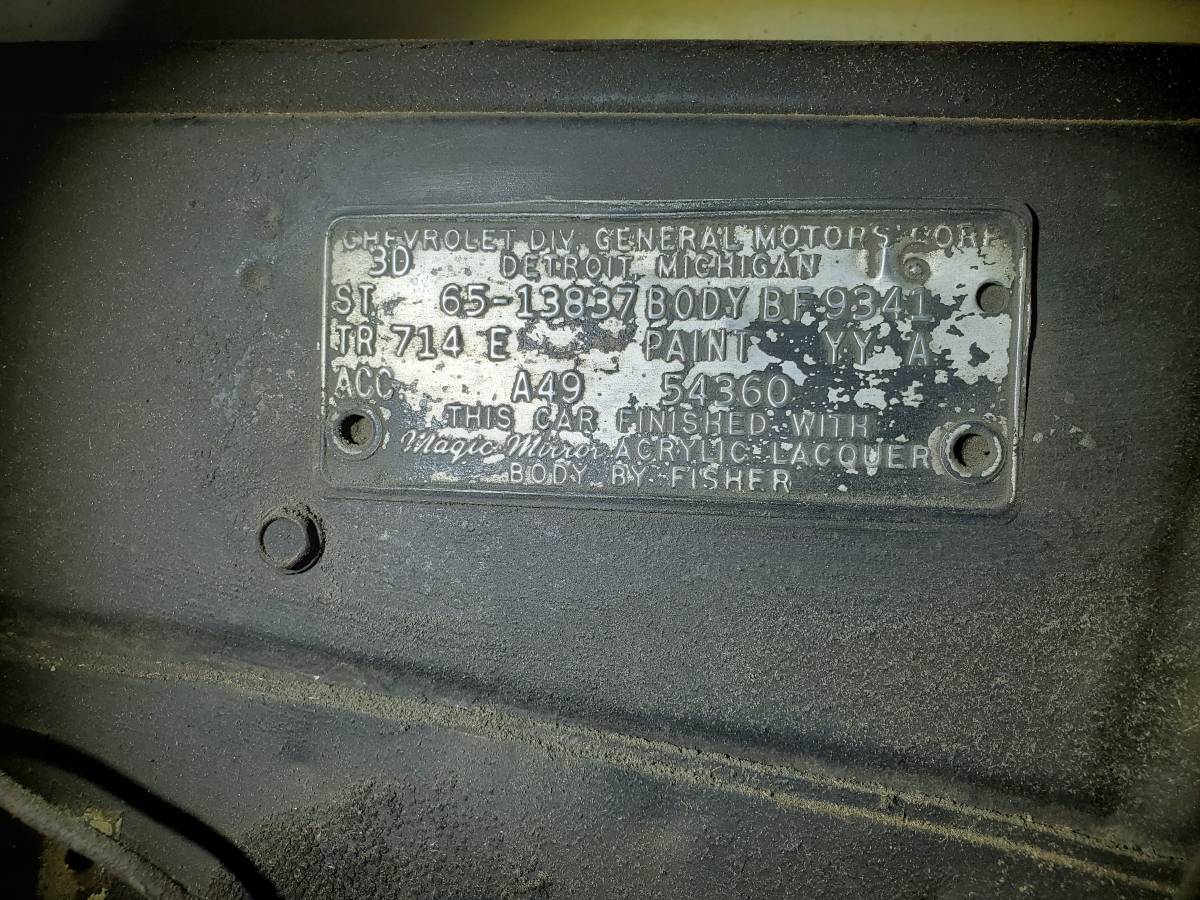 CHEVROLET DIV. GENERAL MOTORS CORP.
3D DETROIT, MICHIGAN 16
ST 65-13837 BODY BF 9341
TR 714 E PAINT YY A
ACC A49 54360
THIS CAR FINISHED WITH
Magic-Mirror ACRYLIC LACQUER
BODY BY FISHER